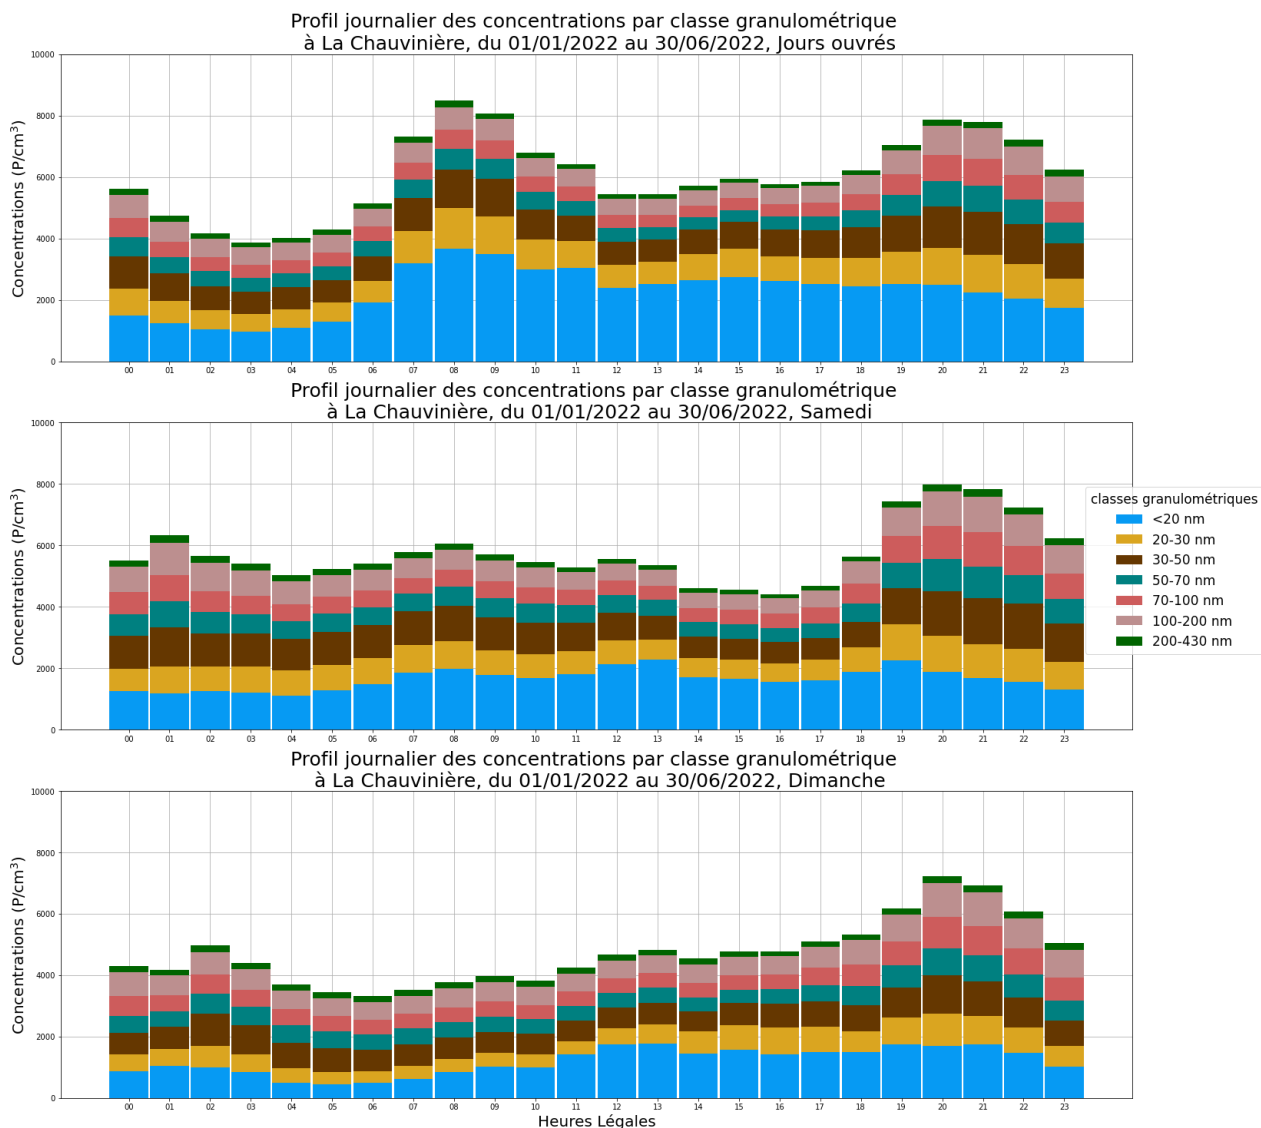 Profil journalier des concentrations par classe granulométrique
à La Chauvinière, du 01/01/2022 au 30/06/2022, Jours ouvrés
Concentrations (P/cm³)
10000
8000
6000
4000
2000
0
00 01 02 03 04 05 06 07 08 09 10 11 12 13 14 15 16 17 18 19 20 21 22 23
Profil journalier des concentrations par classe granulométrique
à La Chauvinière, du 01/01/2022 au 30/06/2022, Samedi
Concentrations (P/cm³)
10000
8000
6000
4000
2000
0
00 01 02 03 04 05 06 07 08 09 10 11 12 13 14 15 16 17 18 19 20 21 22 23
classes granulométriques
<20 nm
20-30 nm
30-50 nm
50-70 nm
70-100 nm
100-200 nm
200-430 nm
Profil journalier des concentrations par classe granulométrique
à La Chauvinière, du 01/01/2022 au 30/06/2022, Dimanche
Concentrations (P/cm³)
10000
8000
6000
4000
2000
0
00 01 02 03 04 05 06 07 08 09 10 11 12 13 14 15 16 17 18 19 20 21 22 23
Heures Légales